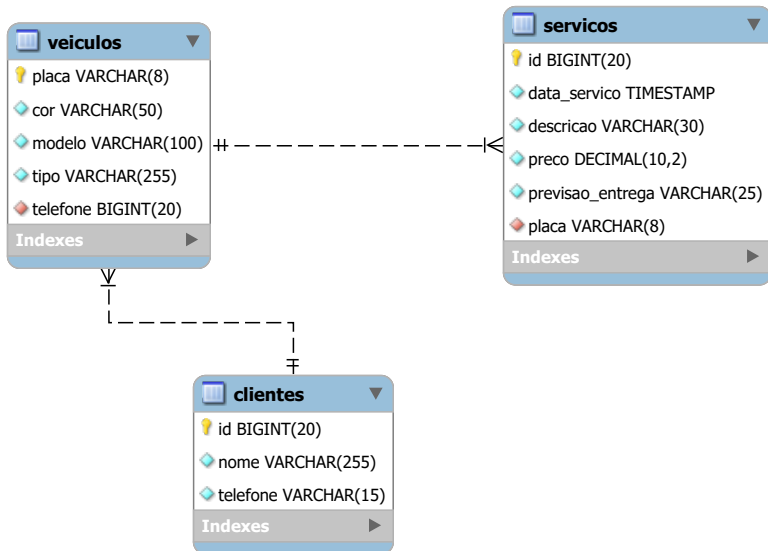 veiculos
placa VARCHAR(8)
cor VARCHAR(50)
modelo VARCHAR(100)
tipo VARCHAR(255)
telefone BIGINT(20)
Indexes
servicos
id BIGINT(20)
data_servico TIMESTAMP
descricao VARCHAR(30)
preco DECIMAL(10,2)
previsao_entrega VARCHAR(25)
placa VARCHAR(8)
Indexes
clientes
id BIGINT(20)
nome VARCHAR(255)
telefone VARCHAR(15)
Indexes